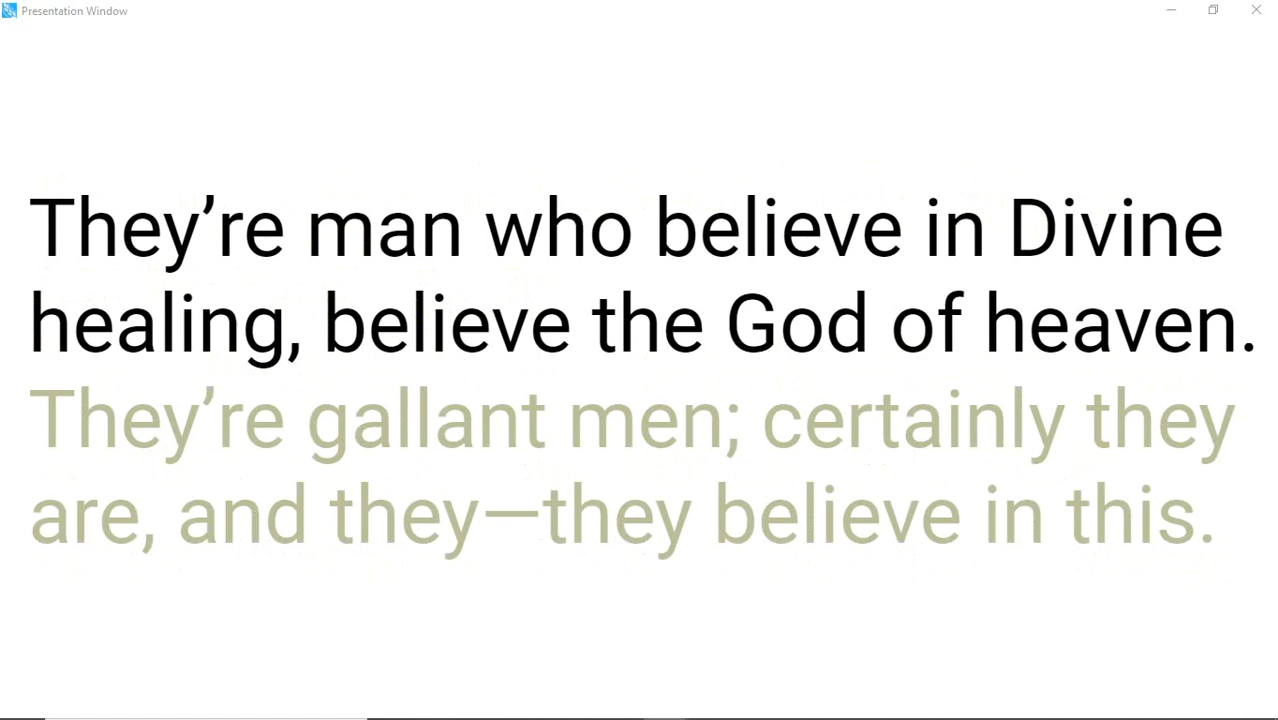 Presentation Window
They’re man who believe in Divine
healing, believe the God of heaven.
They’re gallant men; certainly they
are, and they—they believe in this.